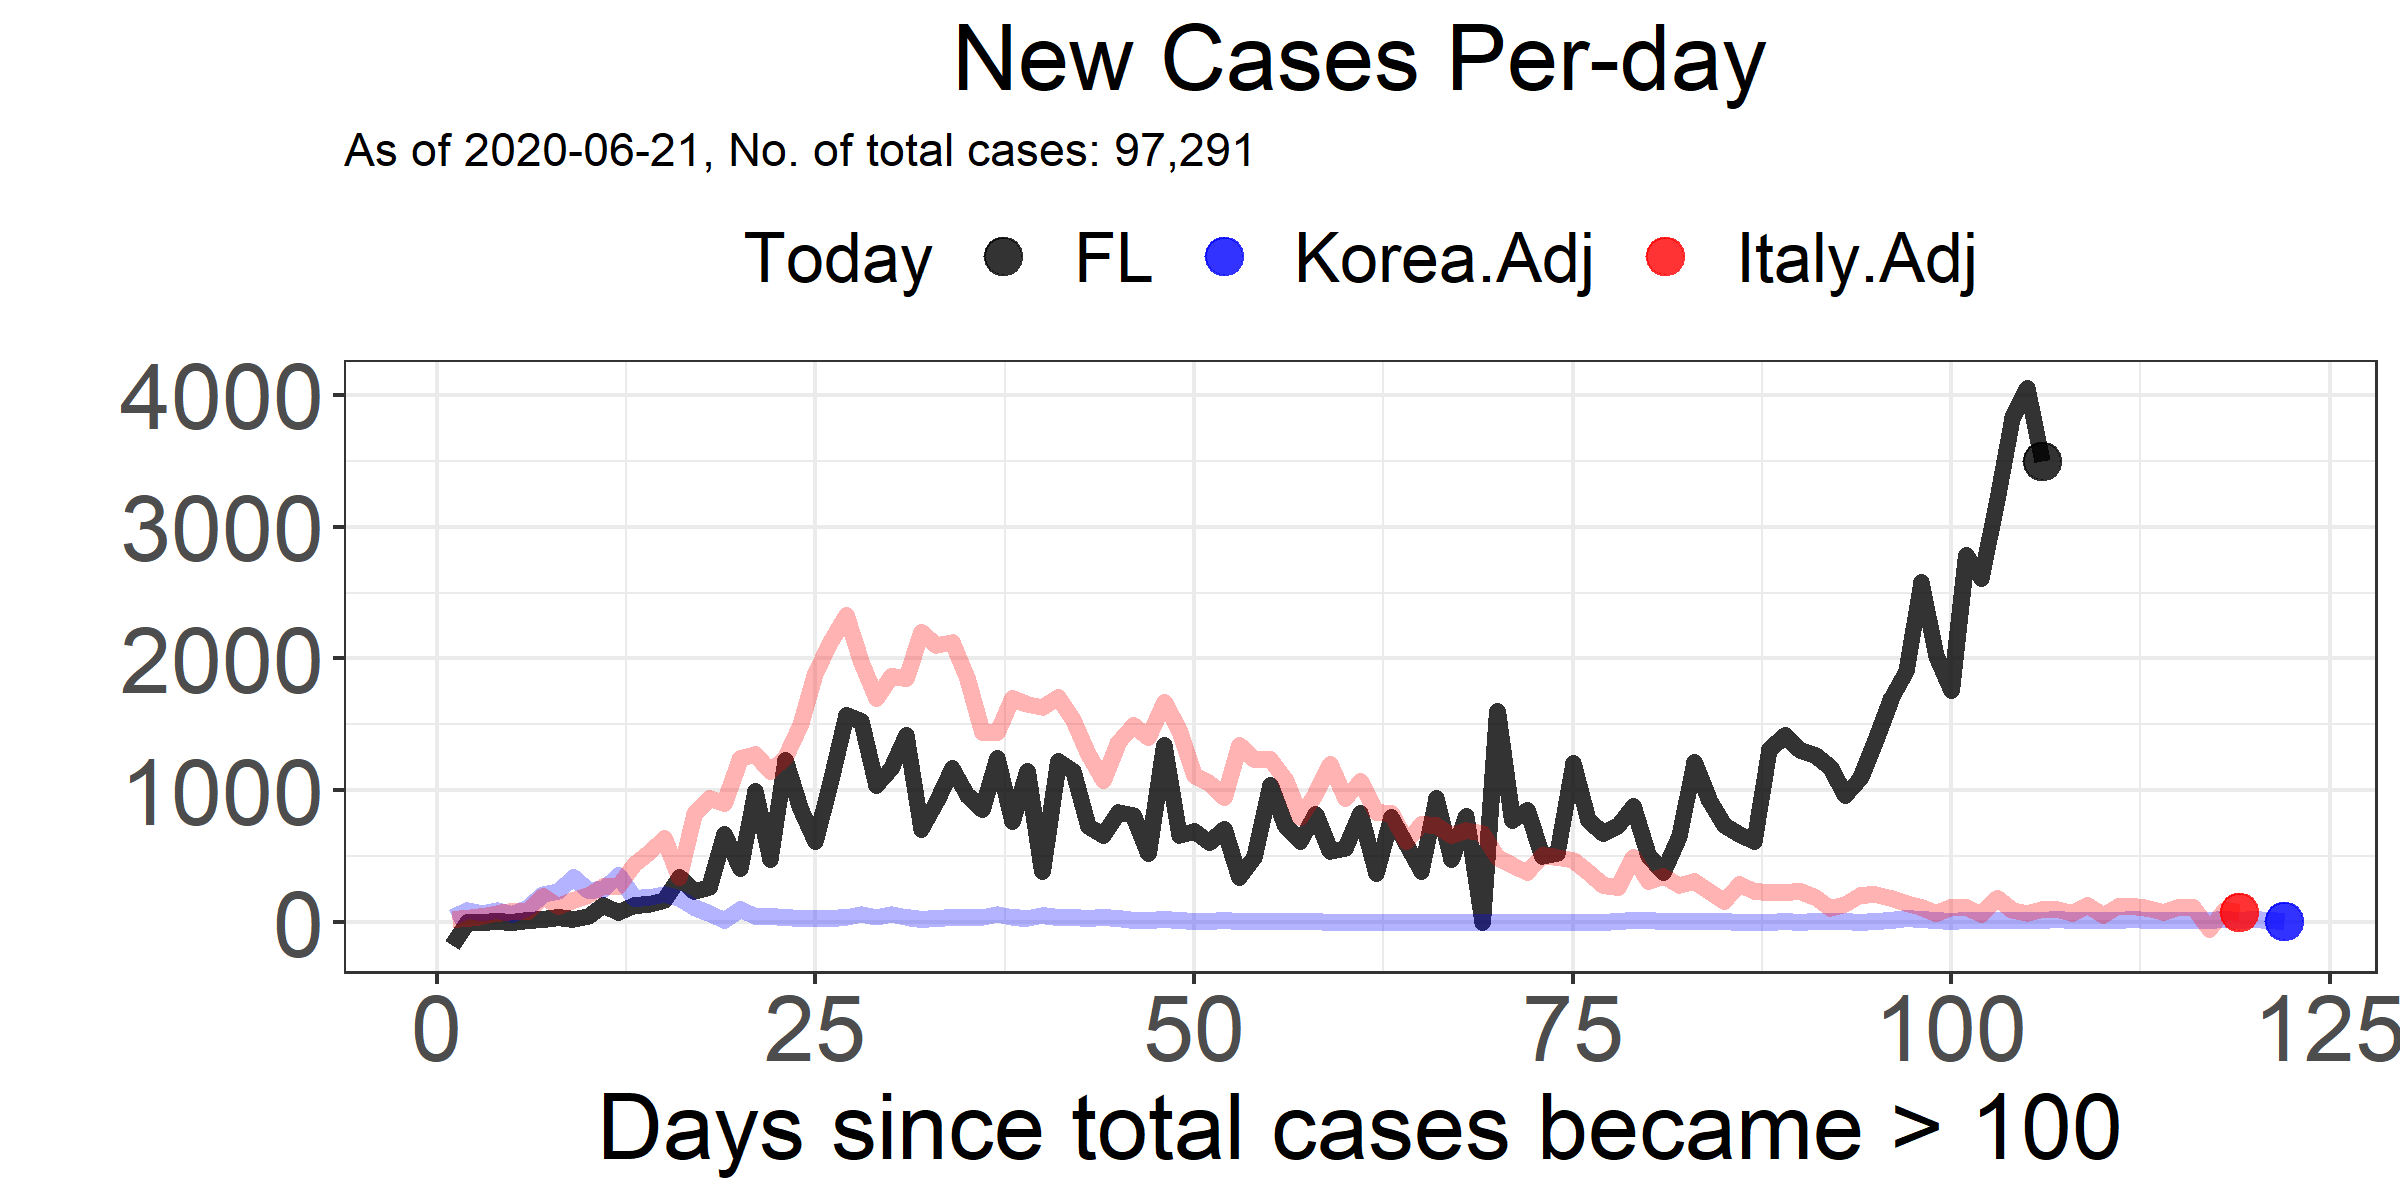 New Cases Per-day
As of 2020-06-21, No. of total cases: 97,291
Today FL Korea.Adj Italy.Adj
4000
3000
2000
1000
0
0 25 50 75 100 125
Days since total cases became > 100